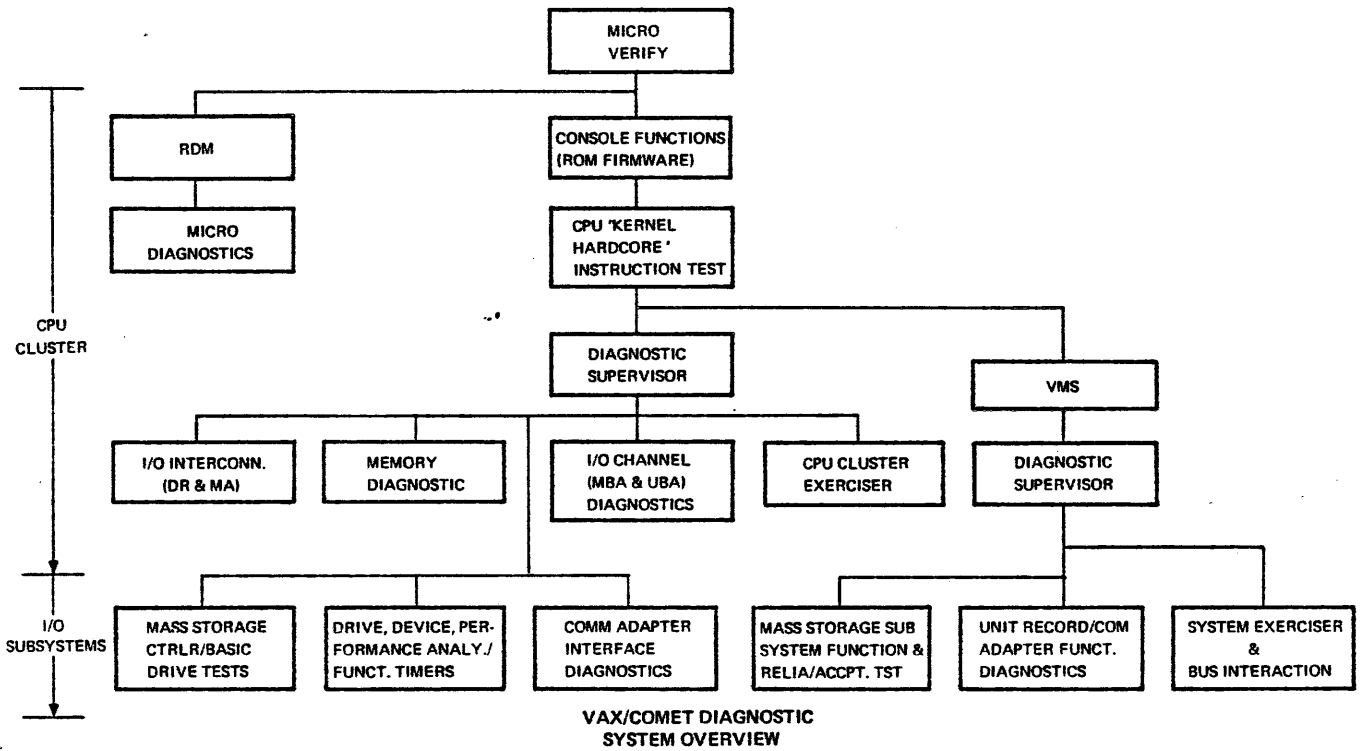 MICRO
VERIFY
RDM
CONSOLE FUNCTIONS
(ROM FIRMWARE)
MICRO
DIAGNOSTICS
CPU "KERNEL
HARDCORE"
INSTRUCTION TEST
CPU
CLUSTER
DIAGNOSTIC
SUPERVISOR
VMS
I/O INTERCONN.
(DR & MA)
MEMORY
DIAGNOSTIC
I/O CHANNEL
(MBA & UBA)
DIAGNOSTICS
CPU CLUSTER
EXERCISER
DIAGNOSTIC
SUPERVISOR
I/O
SUBSYSTEMS
MASS STORAGE
CTRLR/BASIC
DRIVE TESTS
DRIVE, DEVICE, PER-
FORMANCE ANALY./
FUNCT. TIMERS
COMM ADAPTER
INTERFACE
DIAGNOSTICS
MASS STORAGE SUB
SYSTEM FUNCTION &
RELIA/ACCPT. TST
UNIT RECORD/COM
ADAPTER FUNCT.
DIAGNOSTICS
SYSTEM EXERCISER
&
BUS INTERACTION
VAX/COMET DIAGNOSTIC
SYSTEM OVERVIEW